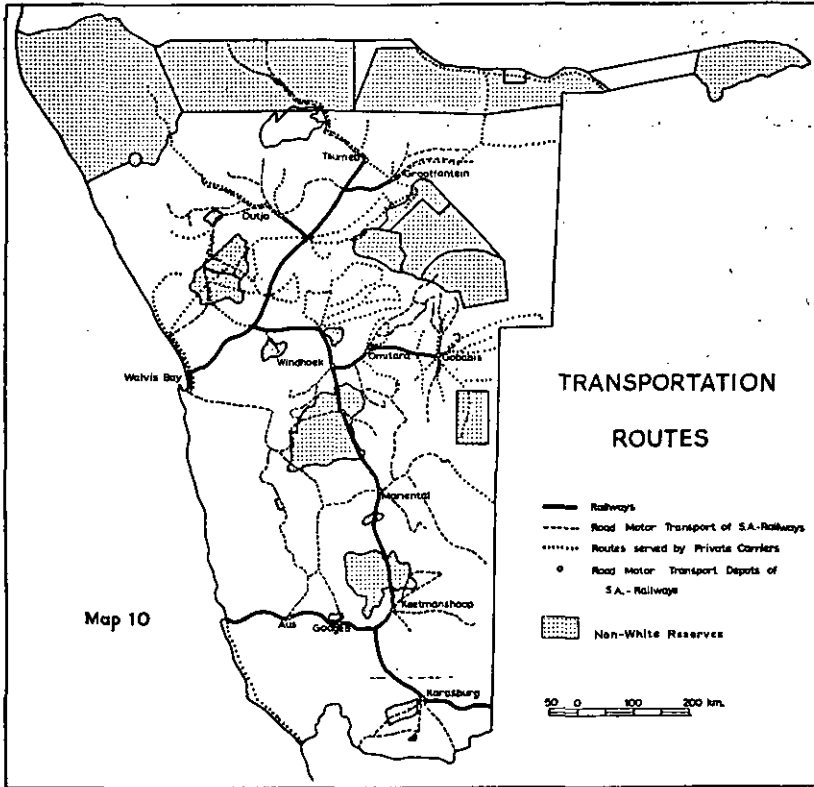 Tsumeb
Grootfontein
Outjo
Walvis Bay
Windhoek
Omitara
Gobabis
TRANSPORTATION
ROUTES
Mariental
Railways
Road Motor Transport of S.A.-Railways
Routes served by Private Carriers
Road Motor Transport Depots of
S.A.-Railways
Non-White Reserves
Map 10
Keetmanshoop
Aus
Goageb
Karasburg
50 0 100 200 km.